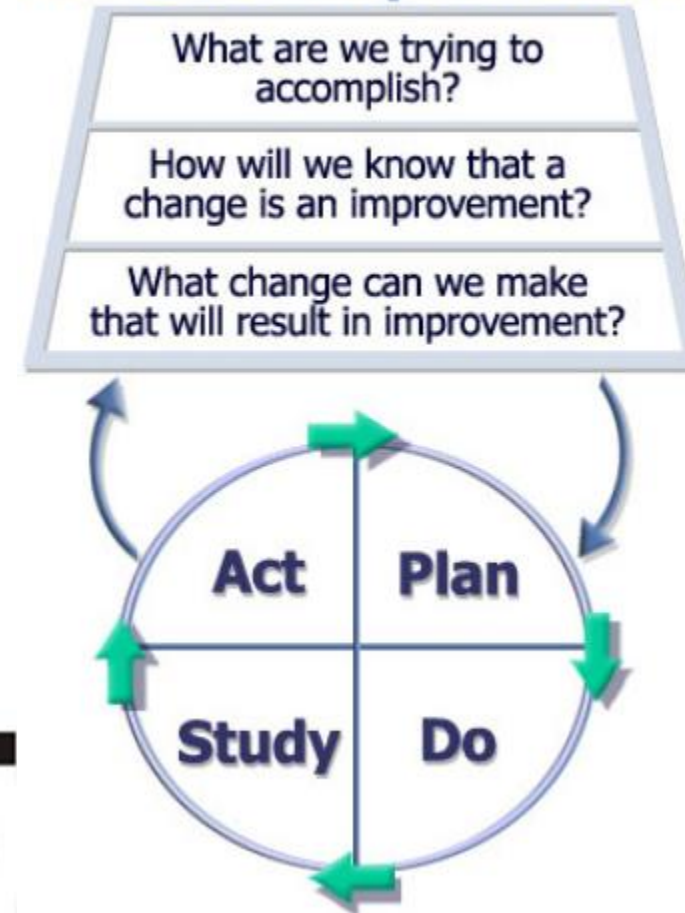 What are we trying to
accomplish?
How will we know that a
change is an improvement?
What change can we make
that will result in improvement?
Act Plan
Study Do